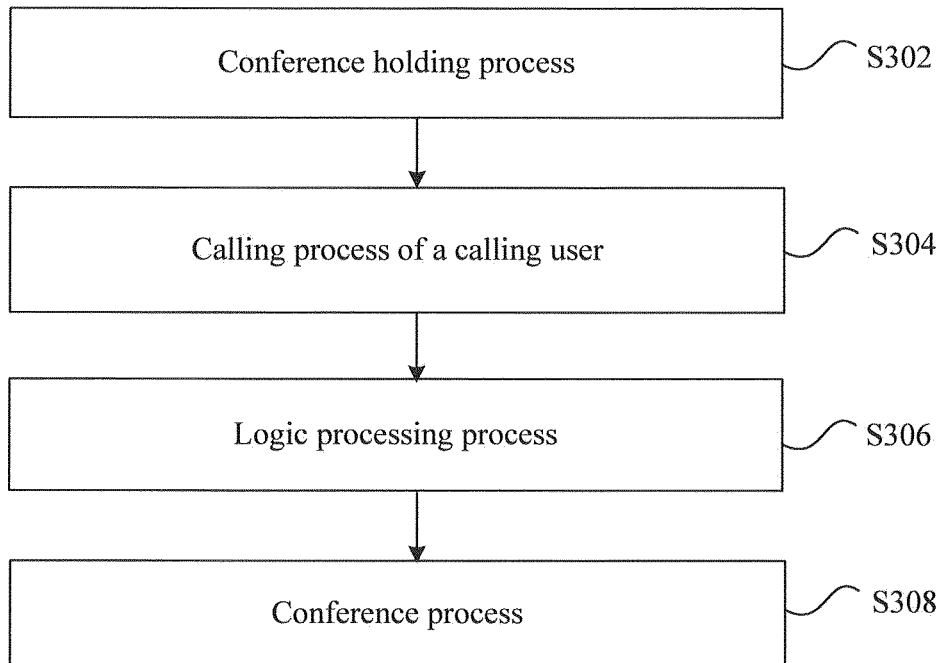 Conference holding process
S302
Calling process of a calling user
S304
Logic processing process
S306
Conference process
S308